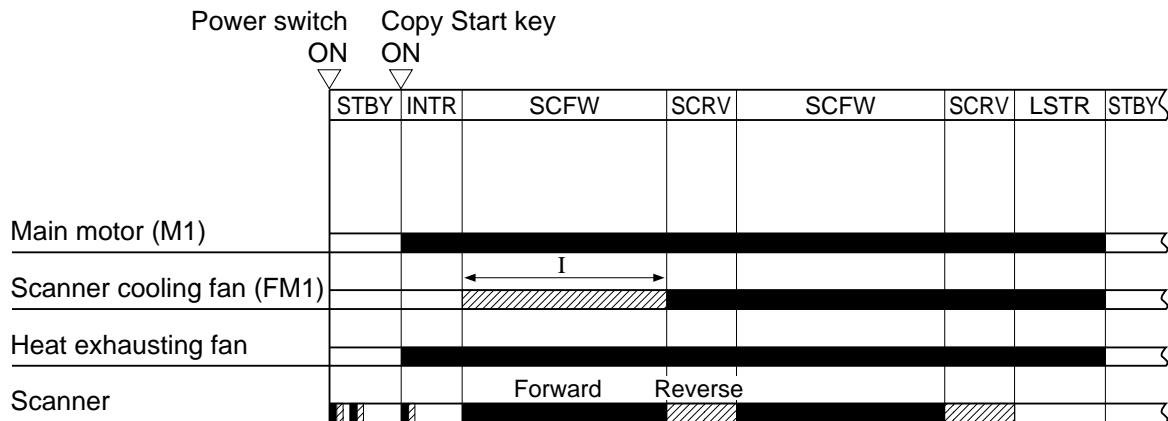 Power switch Copy Start key
ON ON
STBY INTR SCFW SCRV SCFW SCRV LSTR STBY
Main motor (M1)
I
Scanner cooling fan (FM1)
Heat exhausting fan
Forward Reverse
Scanner